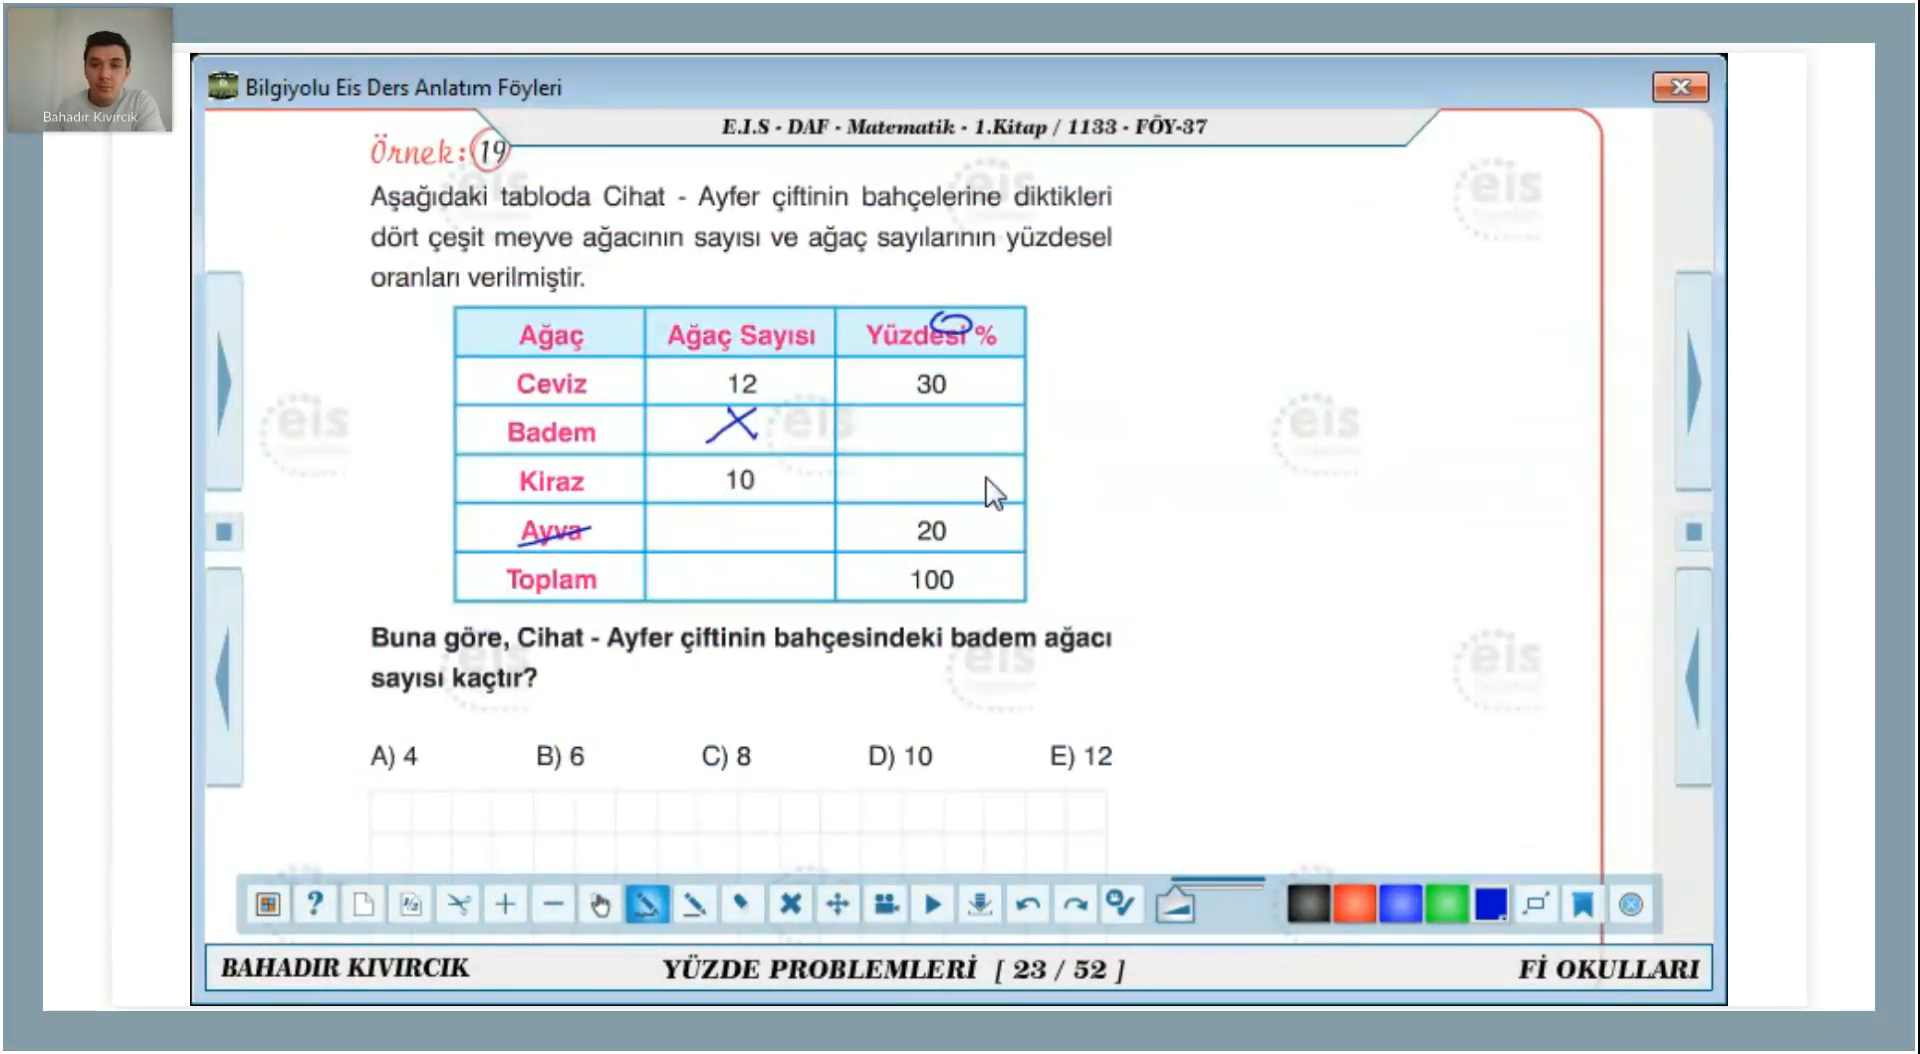 Bahadır Kıvırcık
Bilgiyolu Eis Ders Anlatım Föyleri
E.I.S - DAF - Matematik - 1.Kitap / 1133 - FÖY-37
Örnek: 19
Aşağıdaki tabloda Cihat - Ayfer çiftinin bahçelerine diktikleri
dört çeşit meyve ağacının sayısı ve ağaç sayılarının yüzdesel
oranları verilmiştir.
Ağaç Ağaç Sayısı Yüzdesi %
Ceviz 12 30
Badem X
Kiraz 10
Ayva 20
Toplam 100
Buna göre, Cihat - Ayfer çiftinin bahçesindeki badem ağacı
sayısı kaçtır?
A) 4 B) 6 C) 8 D) 10 E) 12
BAHADIR KIVIRCIK YÜZDE PROBLEMLERİ [ 23 / 52 ] Fİ OKULLARI